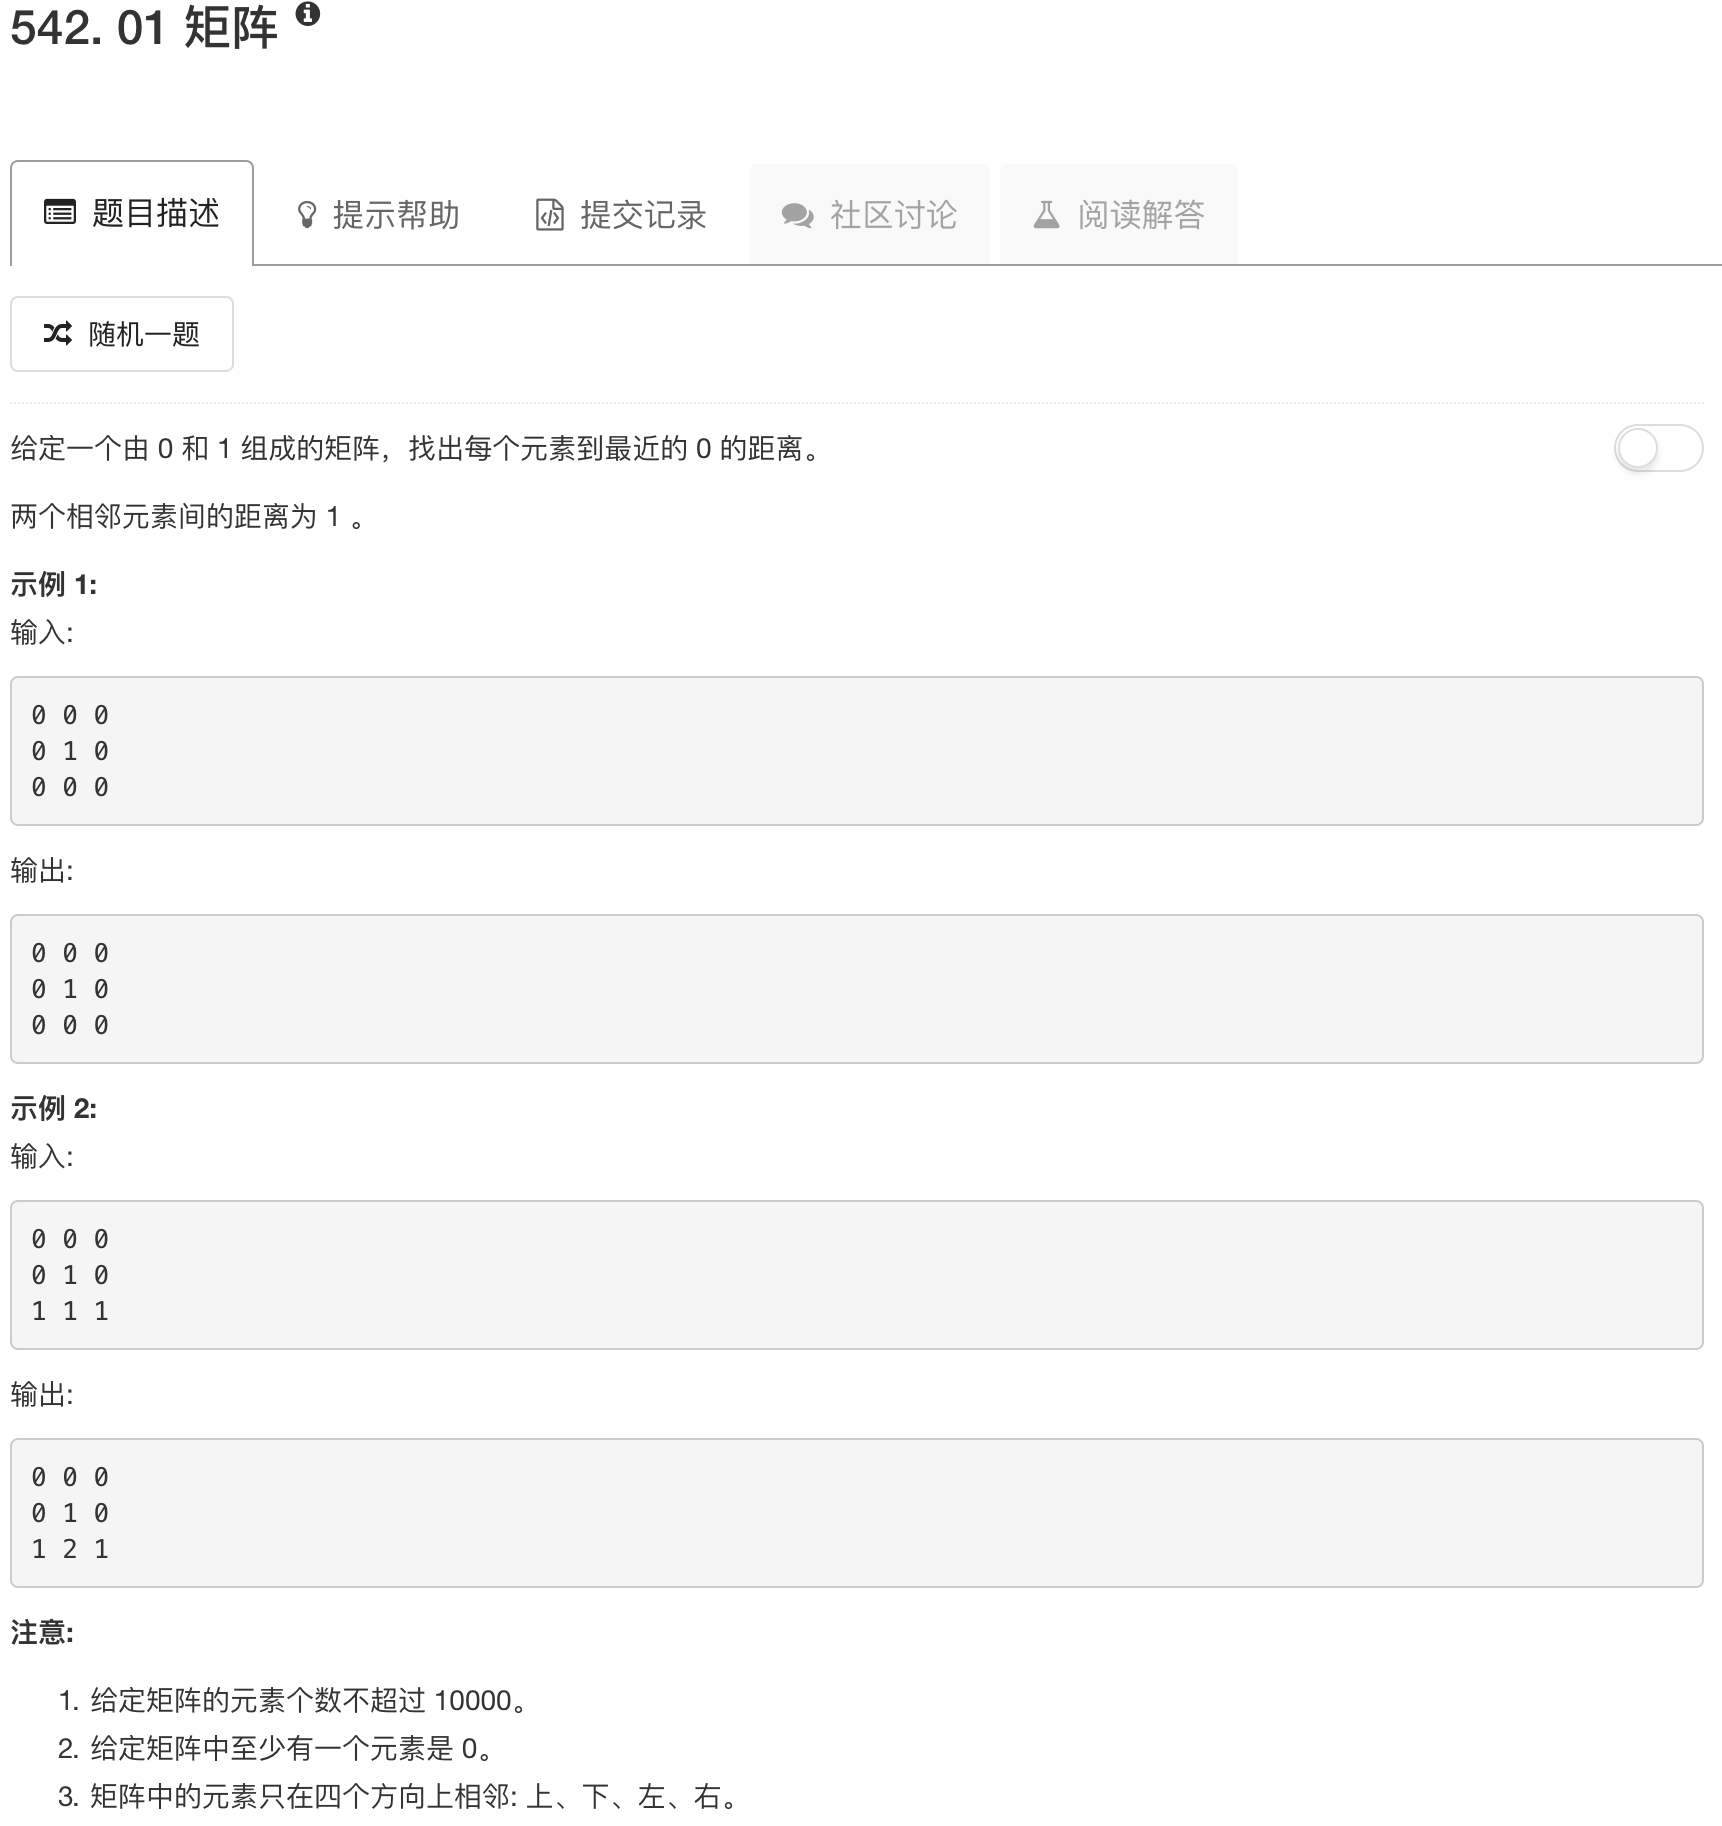 542. 01 矩阵
题目描述 提示帮助 提交记录 社区讨论 阅读解答
随机一题
给定一个由 0 和 1 组成的矩阵，找出每个元素到最近的 0 的距离。
两个相邻元素间的距离为 1 。
示例 1:
输入:
0 0 0
0 1 0
0 0 0
输出:
0 0 0
0 1 0
0 0 0
示例 2:
输入:
0 0 0
0 1 0
1 1 1
输出:
0 0 0
0 1 0
1 2 1
注意:
1. 给定矩阵的元素个数不超过 10000。
2. 给定矩阵中至少有一个元素是 0。
3. 矩阵中的元素只在四个方向上相邻: 上、下、左、右。